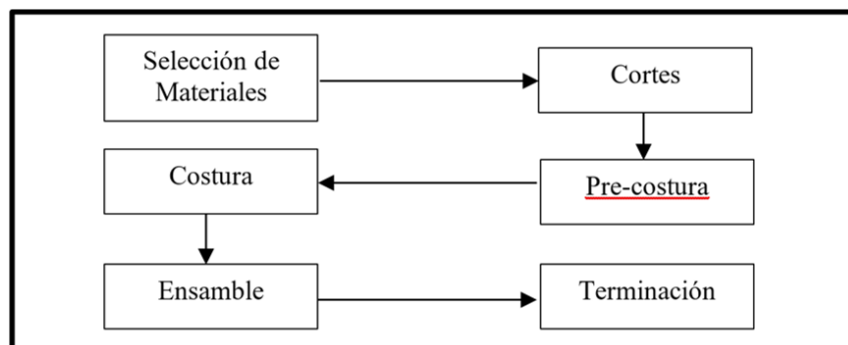 Selección de
Materiales
Cortes
Pre-costura
Costura
Ensamble
Terminación